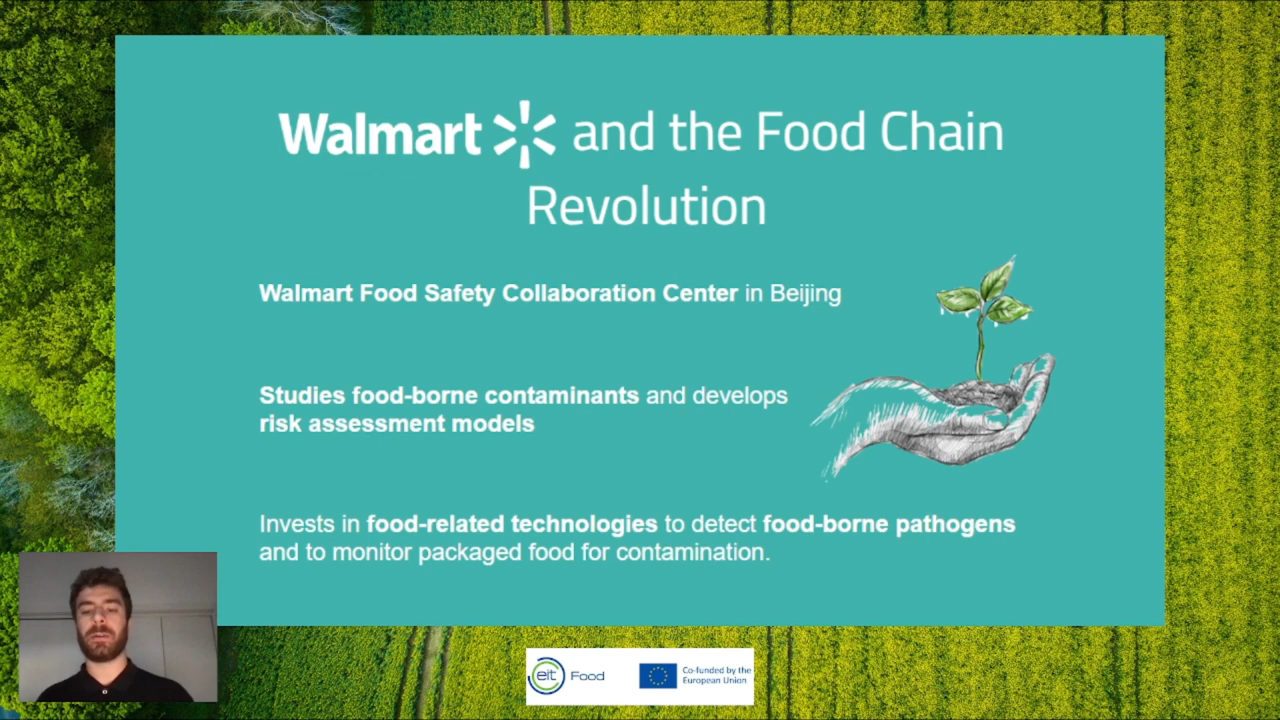 Walmart and the Food Chain
Revolution
Walmart Food Safety Collaboration Center in Beijing
Studies food-borne contaminants and develops
risk assessment models
Invests in food-related technologies to detect food-borne pathogens
and to monitor packaged food for contamination.
eit Food
Co-funded by the
European Union